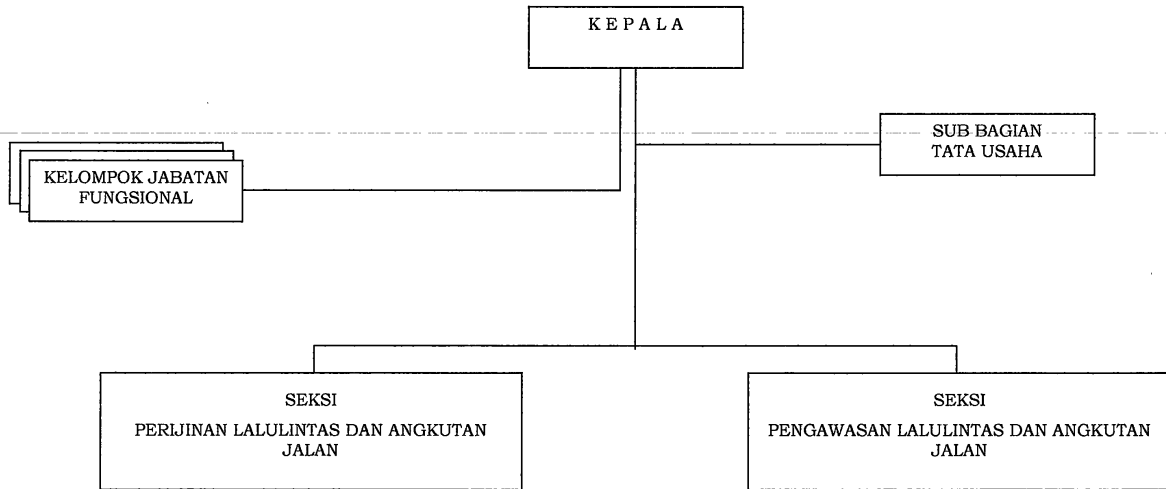 K E P A L A
SUB BAGIAN
TATA USAHA
KELOMPOK JABATAN
FUNGSIONAL
SEKSI
PERIJINAN LALULINTAS DAN ANGKUTAN
JALAN
SEKSI
PENGAWASAN LALULINTAS DAN ANGKUTAN
JALAN